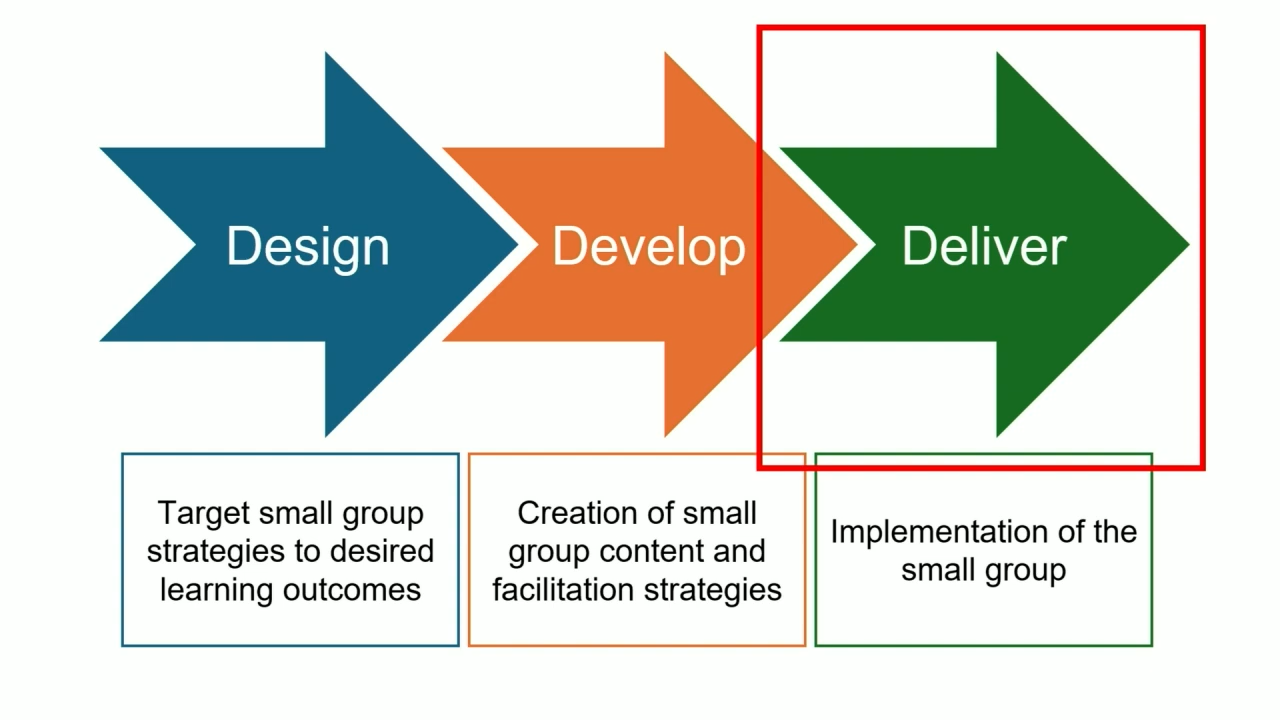 Design
Develop
Deliver
Target small group
strategies to desired
learning outcomes
Creation of small
group content and
facilitation strategies
Implementation of the
small group